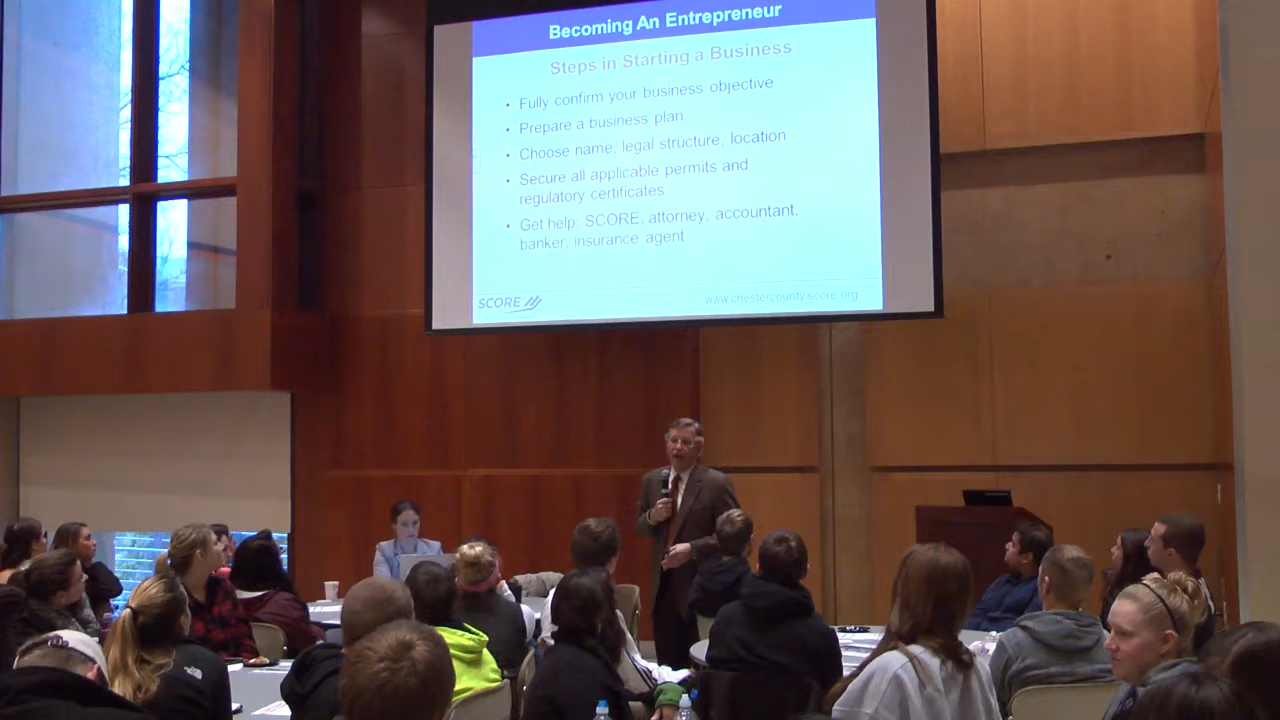 Becoming An Entrepreneur
Steps in Starting a Business
• Fully confirm your business objective
• Prepare a business plan
• Choose name, legal structure, location
• Secure all applicable permits and
regulatory certificates
• Get help: SCORE, attorney, accountant,
banker, insurance agent
SCORE
www.chestercounty.score.org